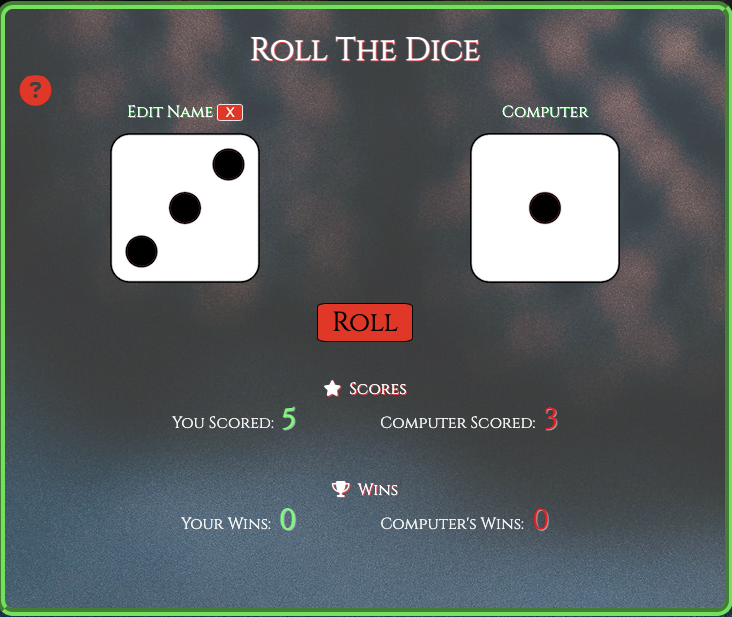 Roll The Dice
?
Edit Name X
Computer
Roll
Scores
You Scored: 5
Computer Scored: 3
Wins
Your Wins: 0
Computer's Wins: 0